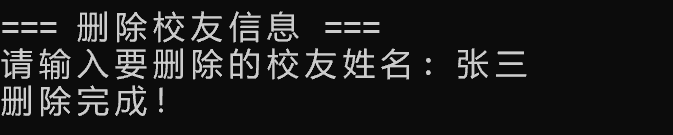 === 删除校友信息 ===
请输入要删除的校友姓名: 张三
删除完成!